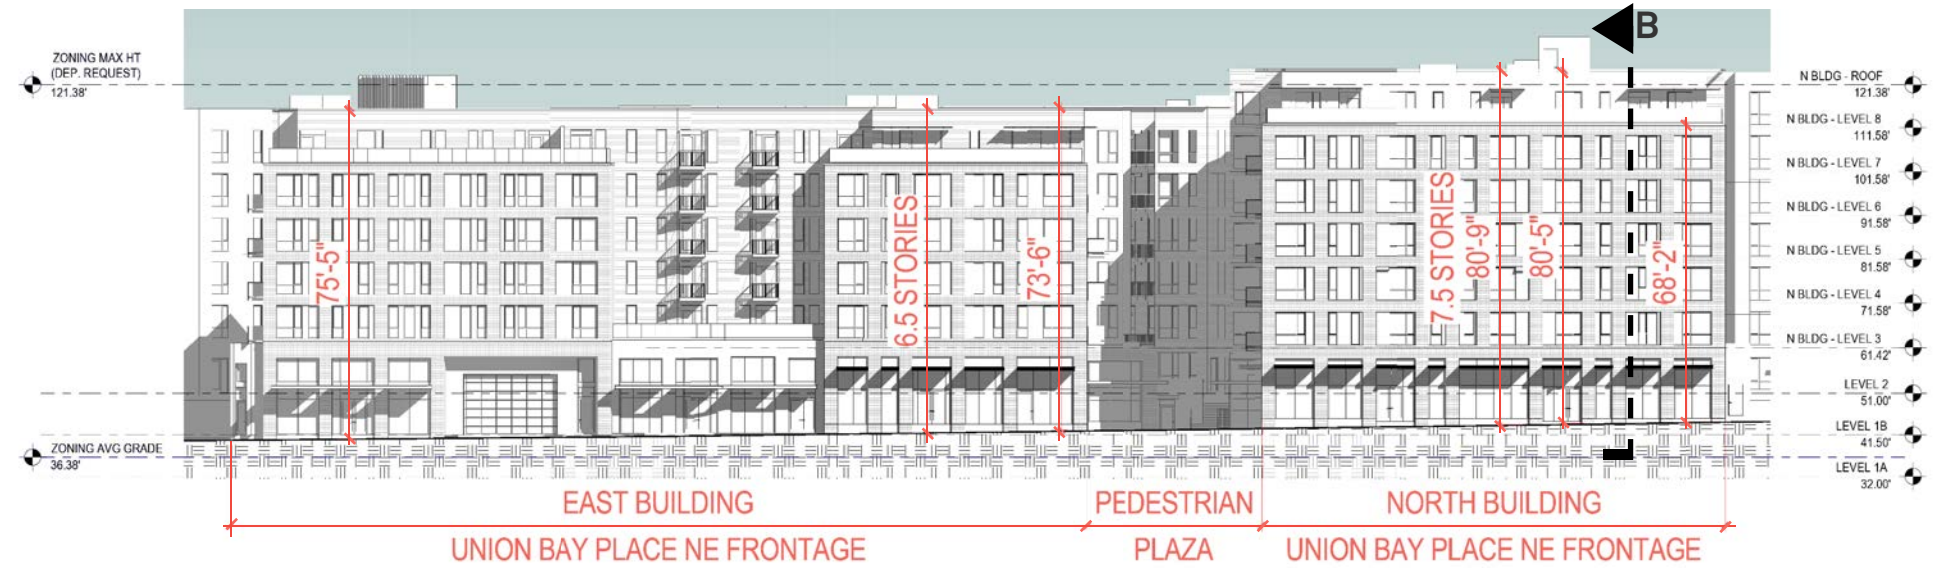 B
ZONING MAX HT
(DEP. REQUEST)
121.38'
N BLDG - ROOF
121.38'
N BLDG - LEVEL 8
111.58'
N BLDG - LEVEL 7
101.58'
N BLDG - LEVEL 6
91.58'
N BLDG - LEVEL 5
81.58'
N BLDG - LEVEL 4
71.58'
N BLDG - LEVEL 3
61.42'
LEVEL 2
51.00'
LEVEL 1B
41.50'
LEVEL 1A
32.00'
75'-5"
6.5 STORIES
73'-6"
7.5 STORIES
80'-9"
80'-5"
68'-2"
ZONING AVG GRADE
36.38'
EAST BUILDING
UNION BAY PLACE NE FRONTAGE
PEDESTRIAN
PLAZA
NORTH BUILDING
UNION BAY PLACE NE FRONTAGE